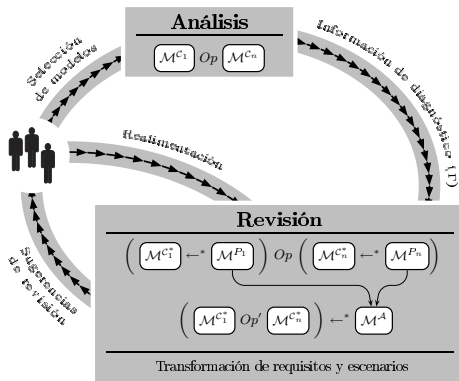 Análisis
M^{C_1} Op M^{C_n}
Selección
de modelos
Información de diagnóstico (Γ)
Realimentación
Sugerencias
de revisión
Revisión
( M^{C_1^*} ←* M^{P_1} ) Op ( M^{C_n^*} ←* M^{P_n} )
( M^{C_1^*} Op' M^{C_n^*} ) ←* M^A
Transformación de requisitos y escenarios